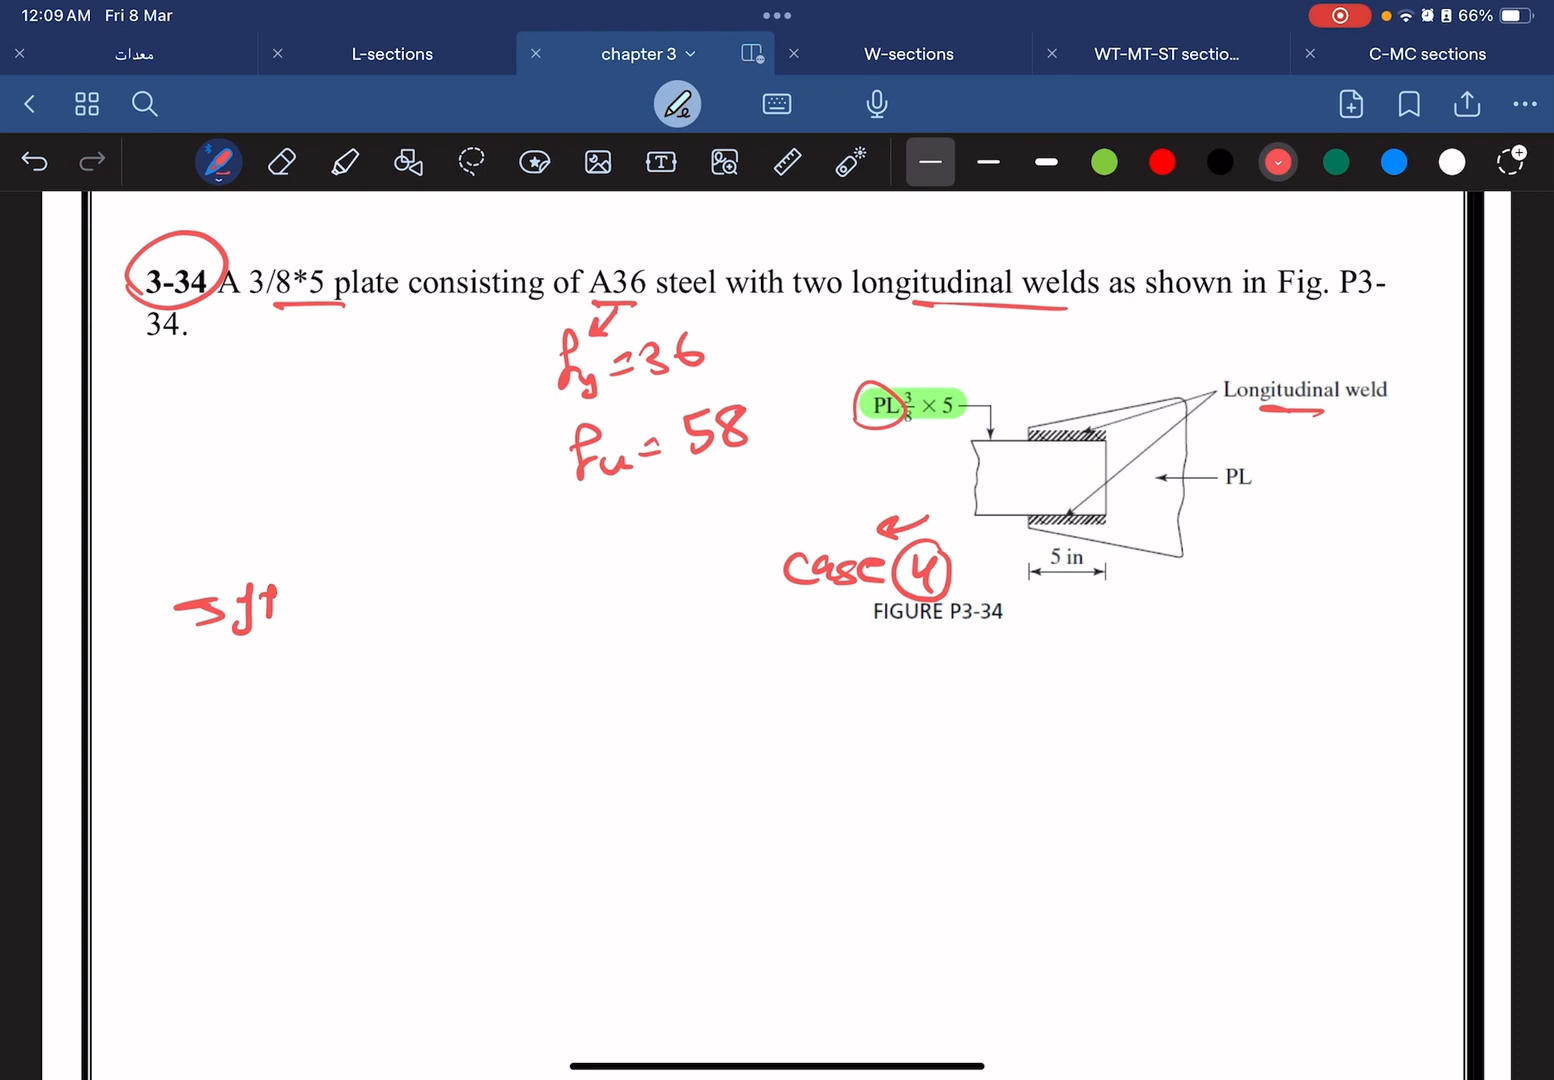 12:09 AM Fri 8 Mar
66%
معدات
L-sections
chapter 3
W-sections
WT-MT-ST sectio...
C-MC sections
3-34 A 3/8*5 plate consisting of A36 steel with two longitudinal welds as shown in Fig. P3-
34.
fy = 36
fu = 58
PL 3/8 × 5
Longitudinal weld
PL
5 in
case 4
FIGURE P3-34